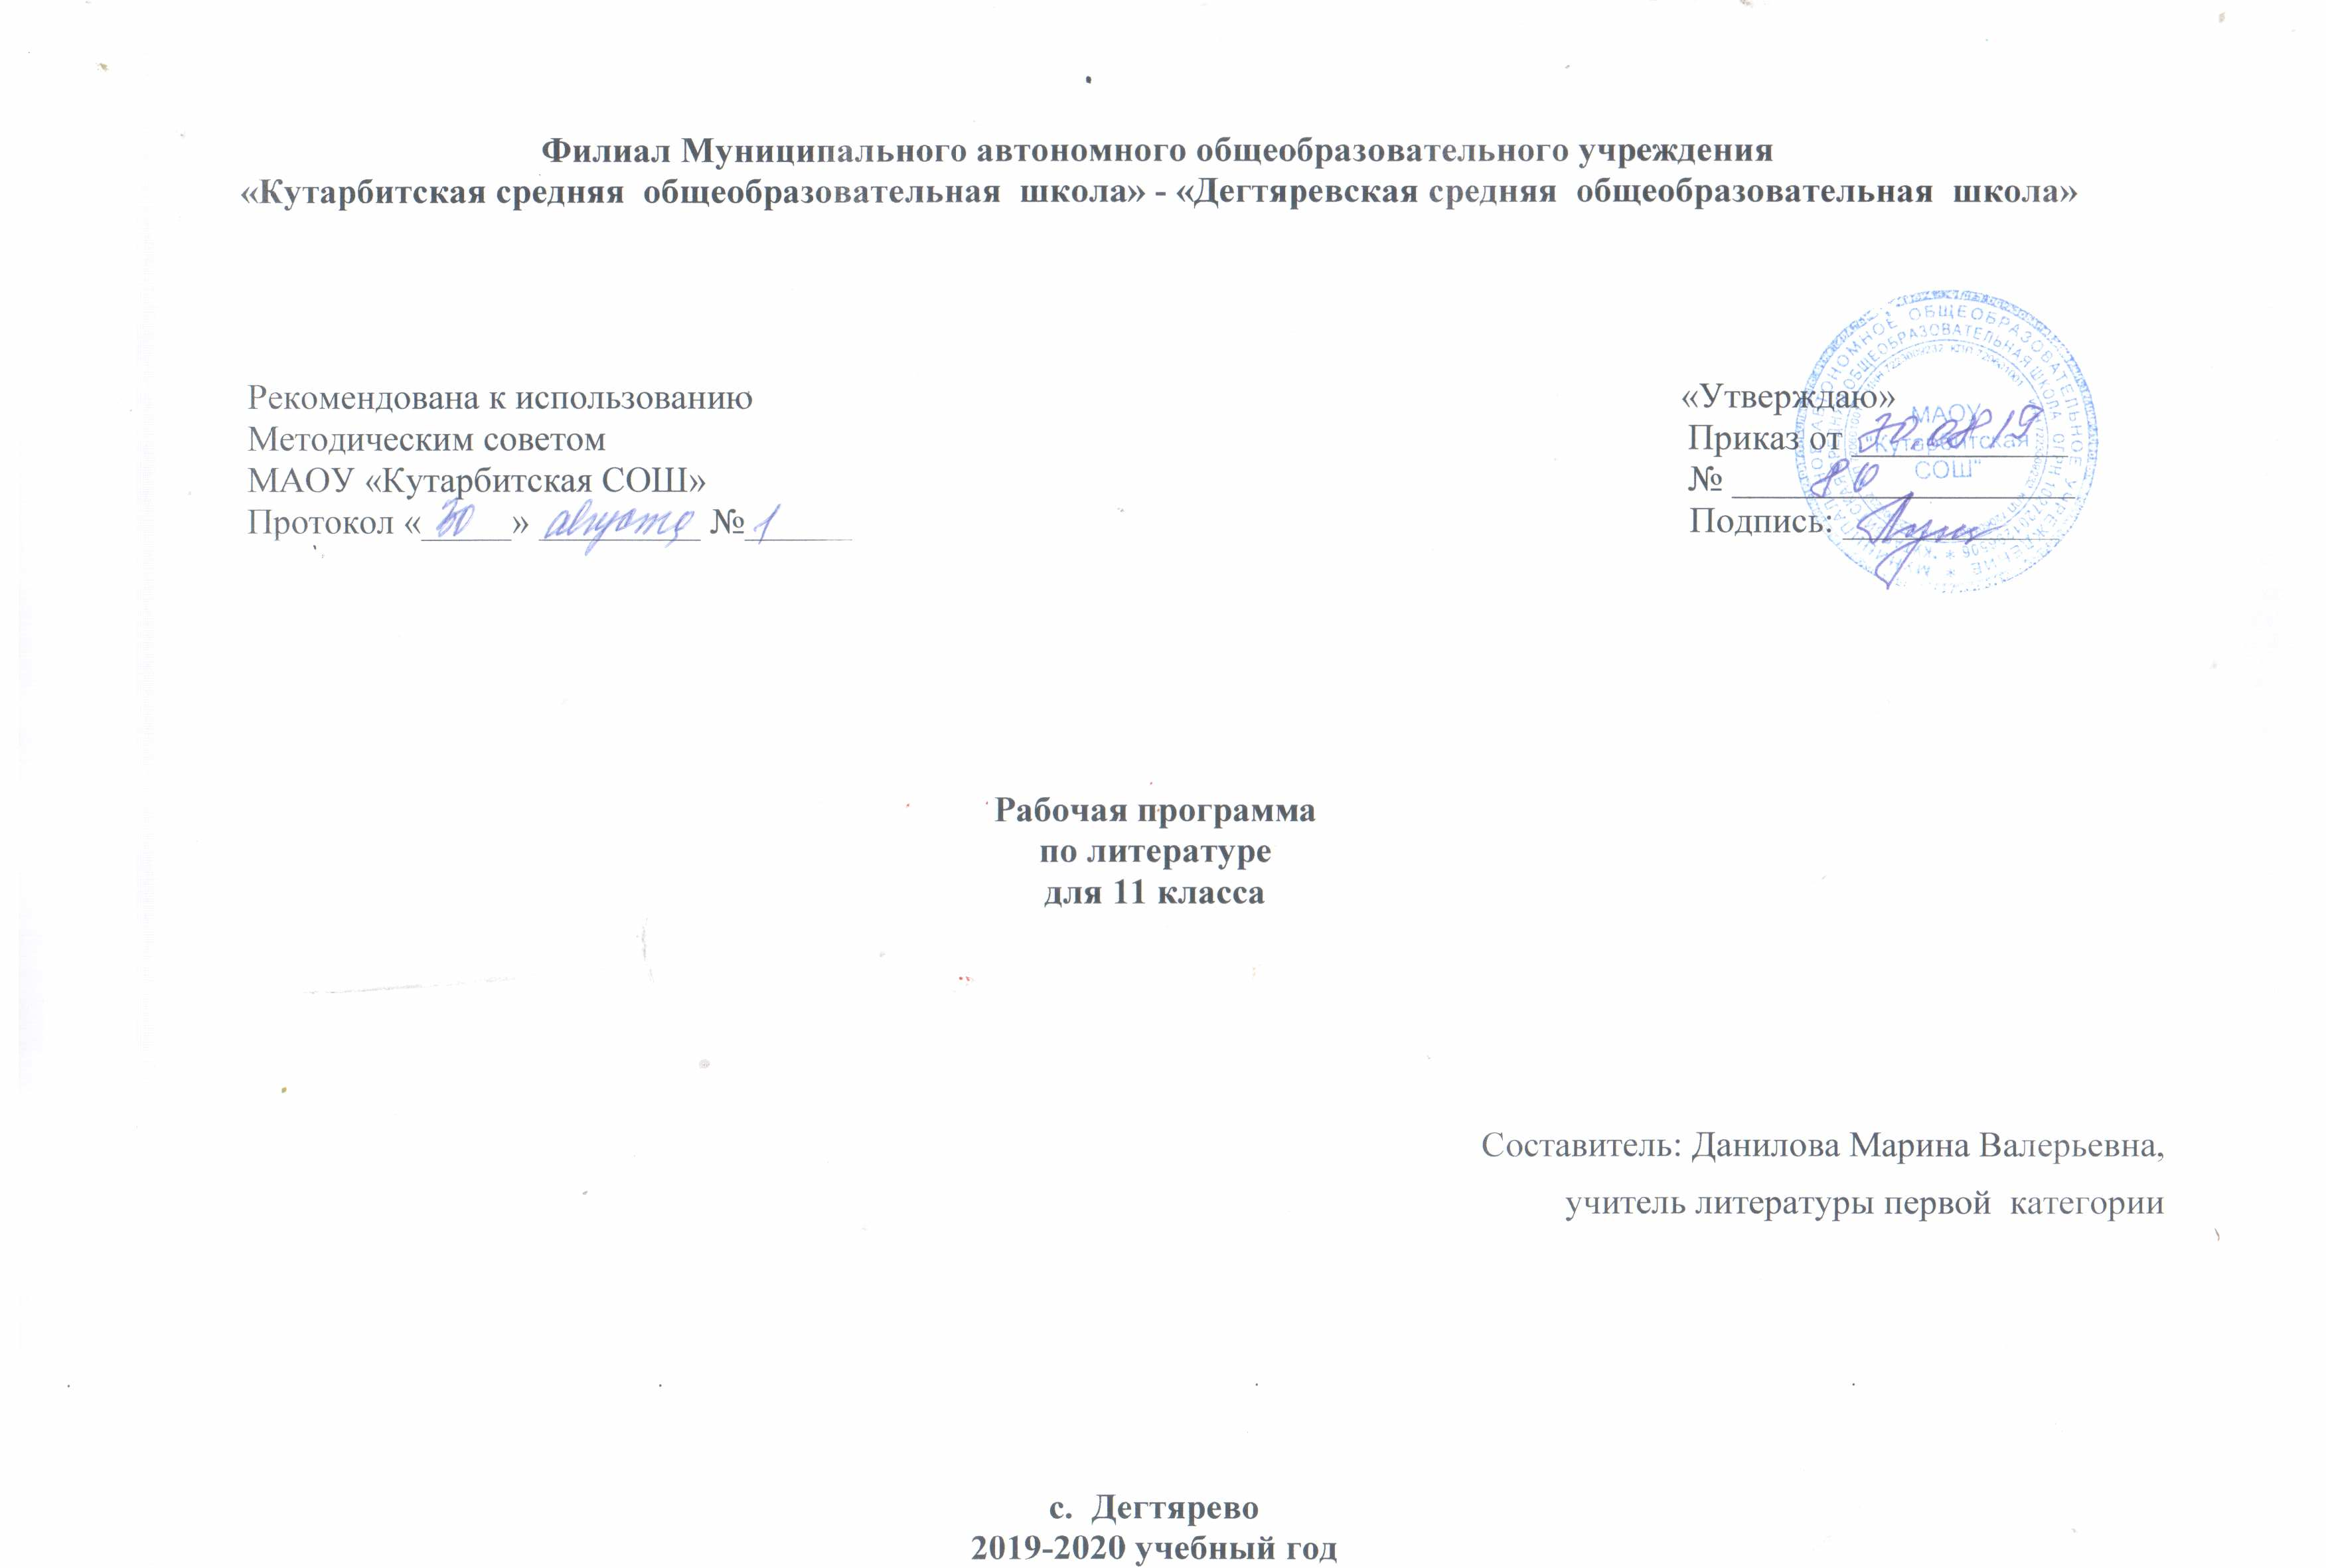 Филиал Муниципального автономного общеобразовательного учреждения
«Кутарбитская средняя общеобразовательная школа» - «Дегтяревская средняя общеобразовательная школа»
Рекомендована к использованию
Методическим советом
МАОУ «Кутарбитская СОШ»
Протокол «30» августа №1
«Утверждаю»
Приказ от 30.08.19
№ 80
Подпись:
МАОУ
"Кутарбитская
СОШ"
Рабочая программа
по литературе
для 11 класса
Составитель: Данилова Марина Валерьевна,
учитель литературы первой категории
с. Дегтярево
2019-2020 учебный год